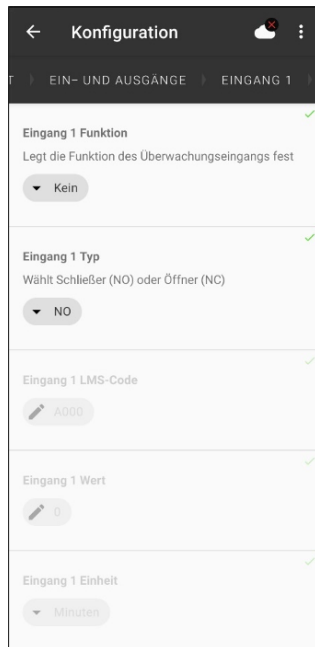 Konfiguration
T EIN- UND AUSGÄNGE EINGANG 1
Eingang 1 Funktion
Legt die Funktion des Überwachungseingangs fest
Kein
Eingang 1 Typ
Wählt Schließer (NO) oder Öffner (NC)
NO
Eingang 1 LMS-Code
A000
Eingang 1 Wert
0
Eingang 1 Einheit
Minuten